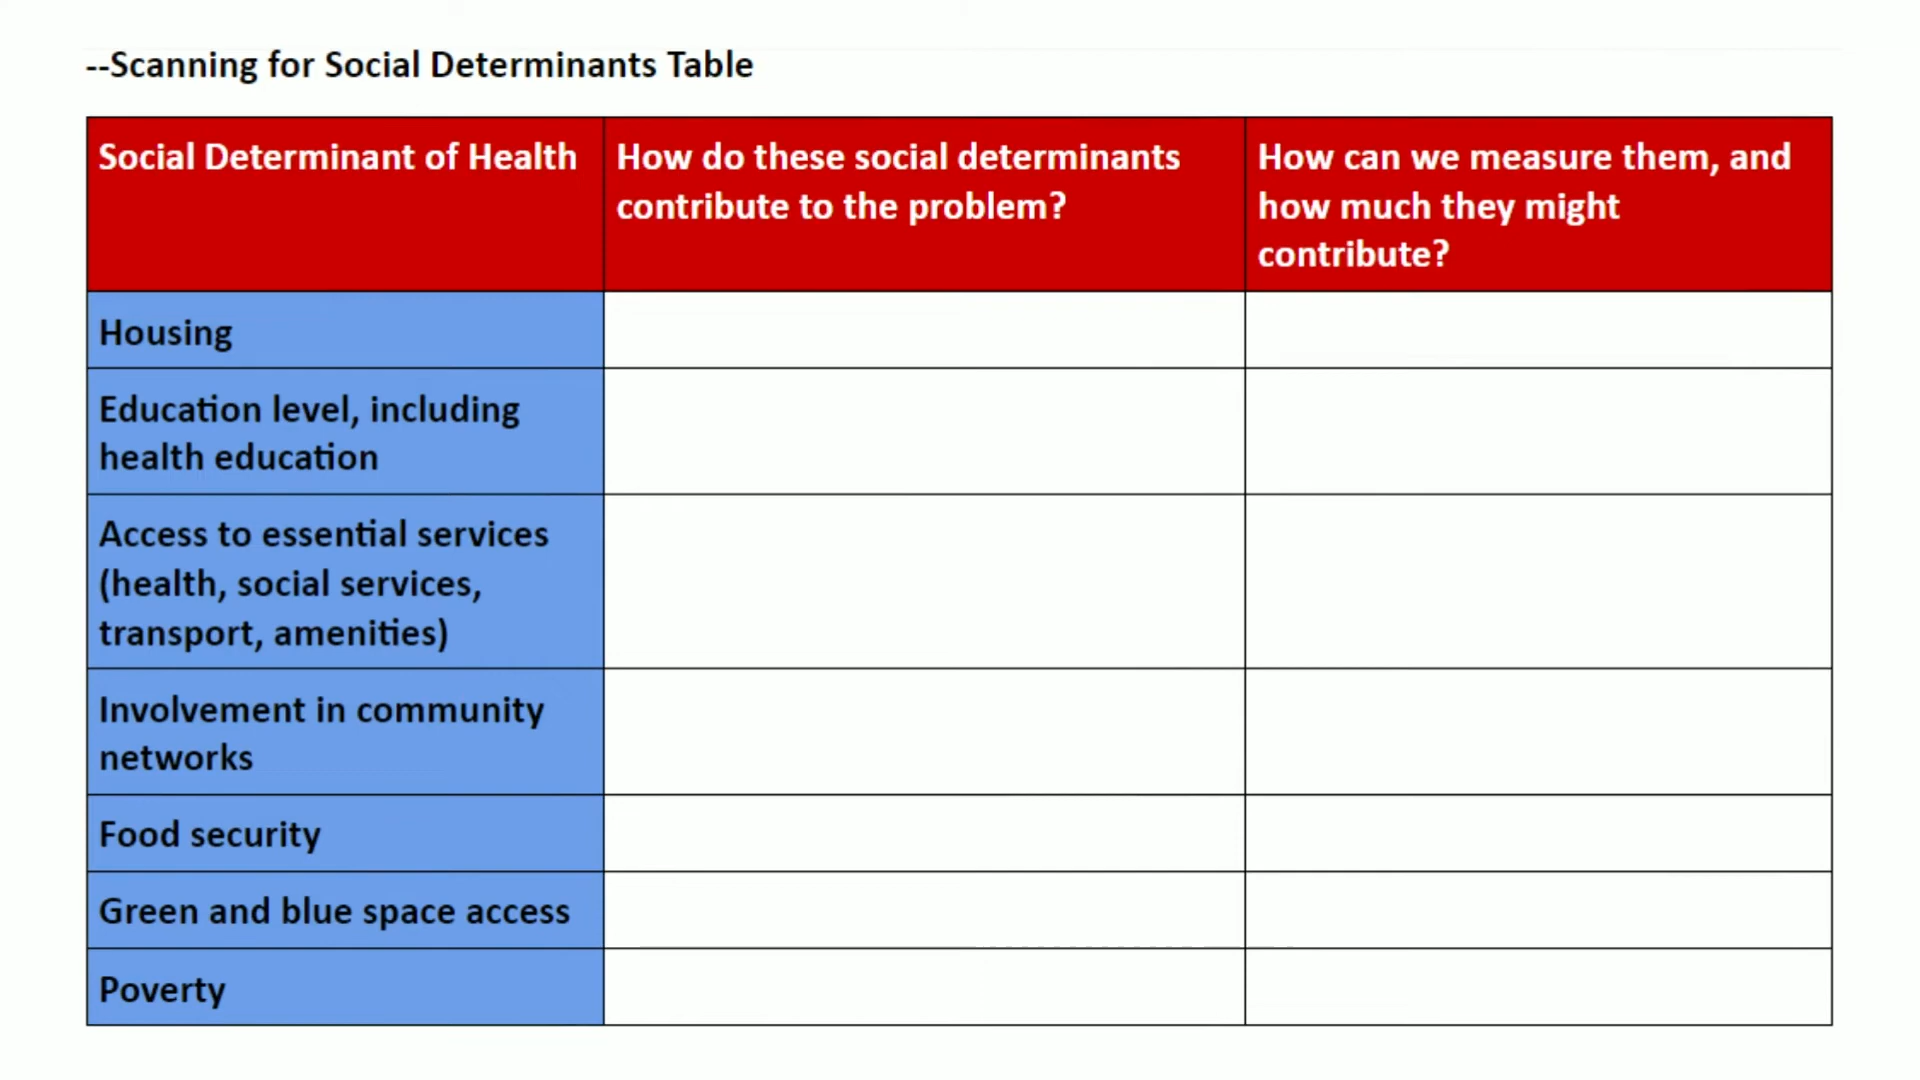 --Scanning for Social Determinants Table
Social Determinant of Health
How do these social determinants
contribute to the problem?
How can we measure them, and
how much they might
contribute?
Housing
Education level, including
health education
Access to essential services
(health, social services,
transport, amenities)
Involvement in community
networks
Food security
Green and blue space access
Poverty